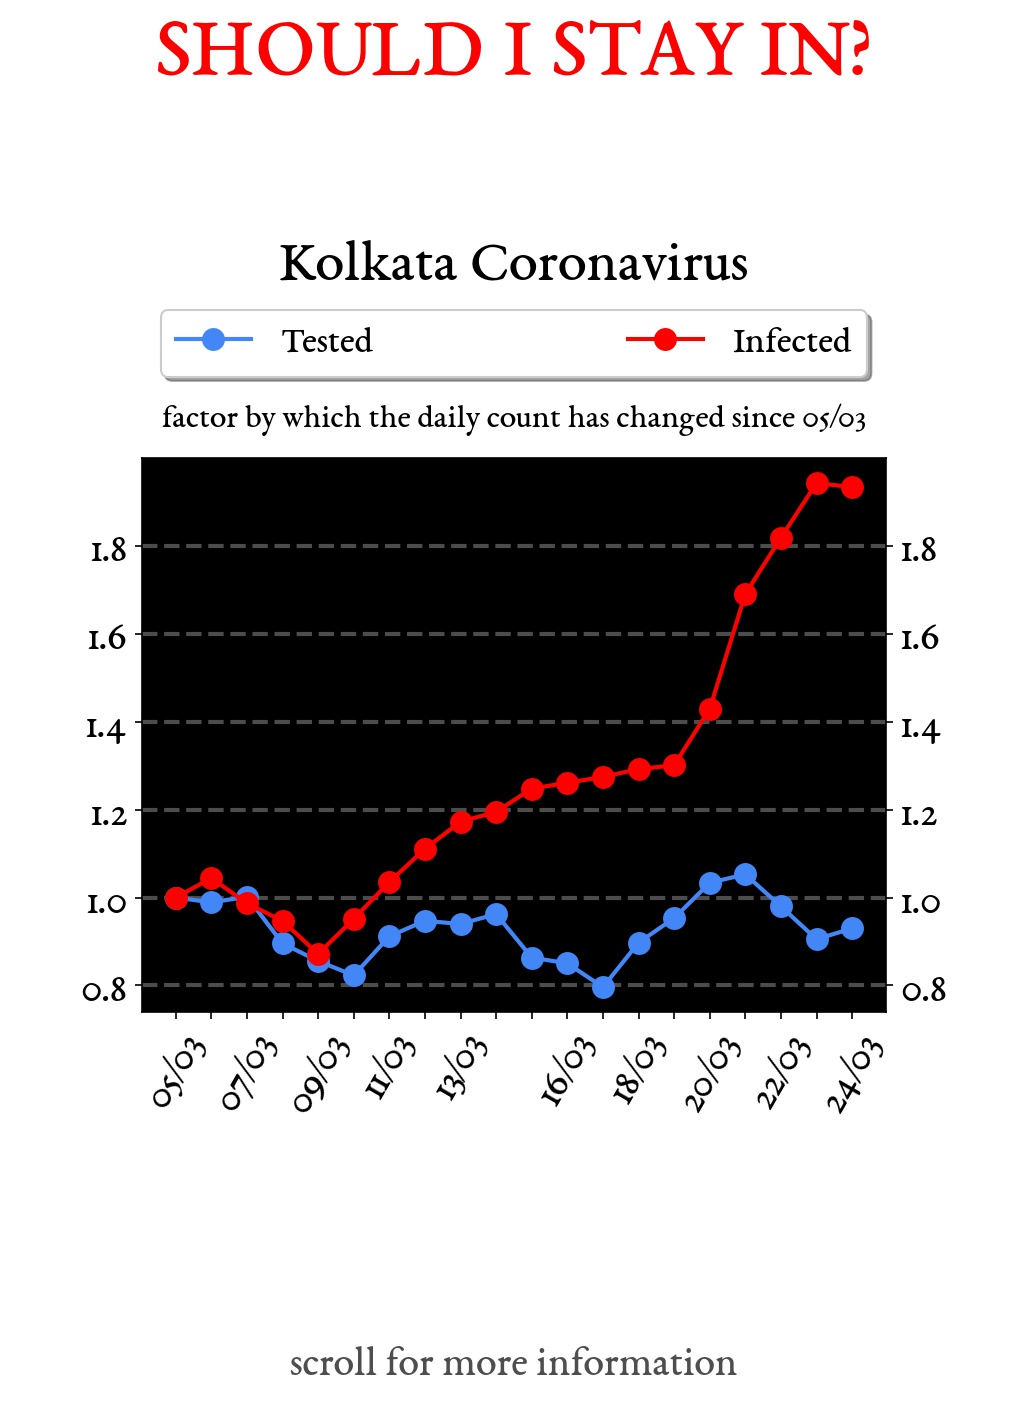 SHOULD I STAY IN?
Kolkata Coronavirus
Tested Infected
factor by which the daily count has changed since 05/03
1.8 1.8
1.6 1.6
1.4 1.4
1.2 1.2
1.0 1.0
0.8 0.8
05/03 07/03 09/03 11/03 13/03 16/03 18/03 20/03 22/03 24/03
scroll for more information